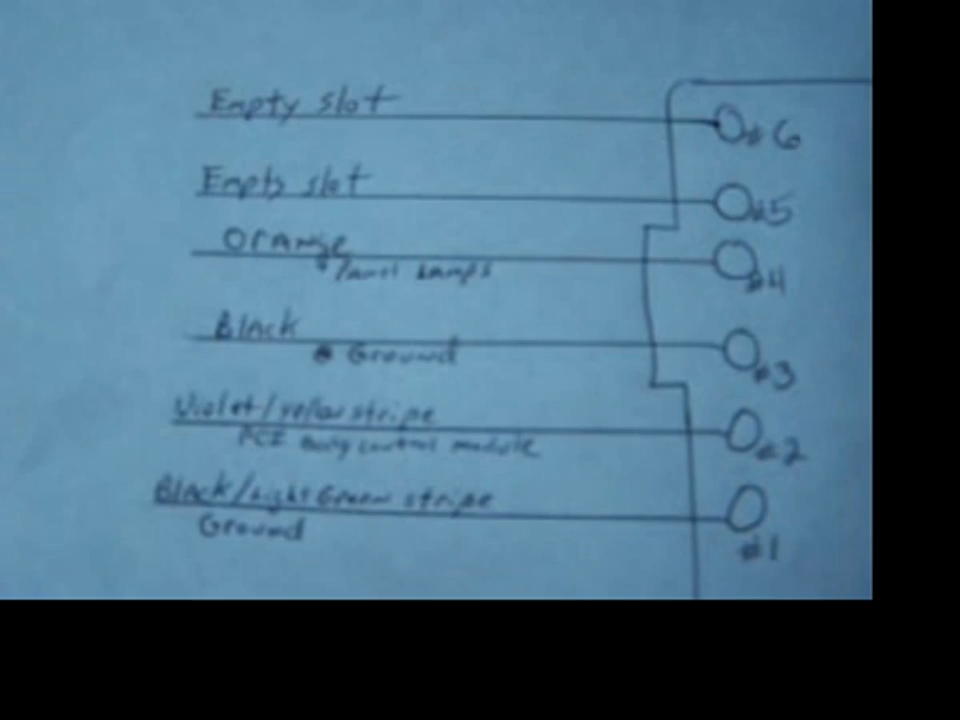 Empty slot
#6
Empty slot
#5
Orange
Panel Lamps
#4
Black
Ground
#3
Violet/yellow stripe
PCI Body control module
#2
Black/Light Green stripe
Ground
#1